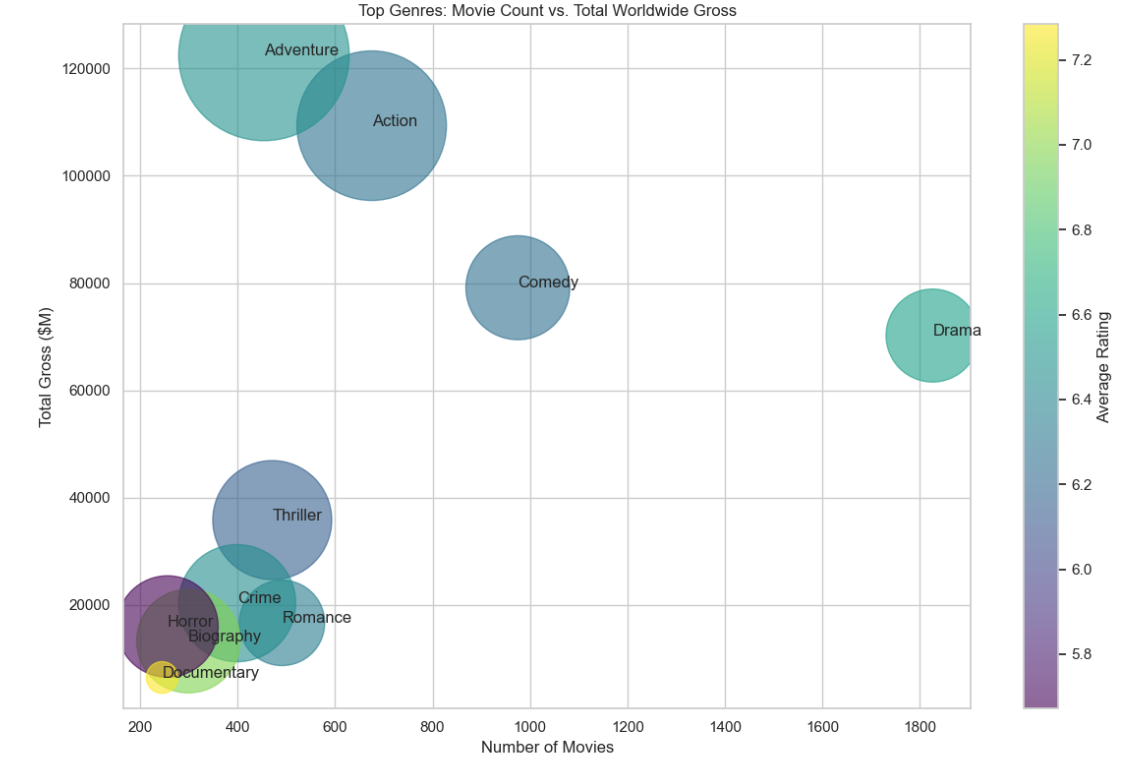 Top Genres: Movie Count vs. Total Worldwide Gross
120000
100000
80000
60000
40000
20000
Total Gross ($M)
Adventure
Action
Comedy
Drama
Thriller
Crime
Romance
Horror
Biography
Documentary
200 400 600 800 1000 1200 1400 1600 1800
Number of Movies
7.2
7.0
6.8
6.6
6.4
6.2
6.0
5.8
Average Rating